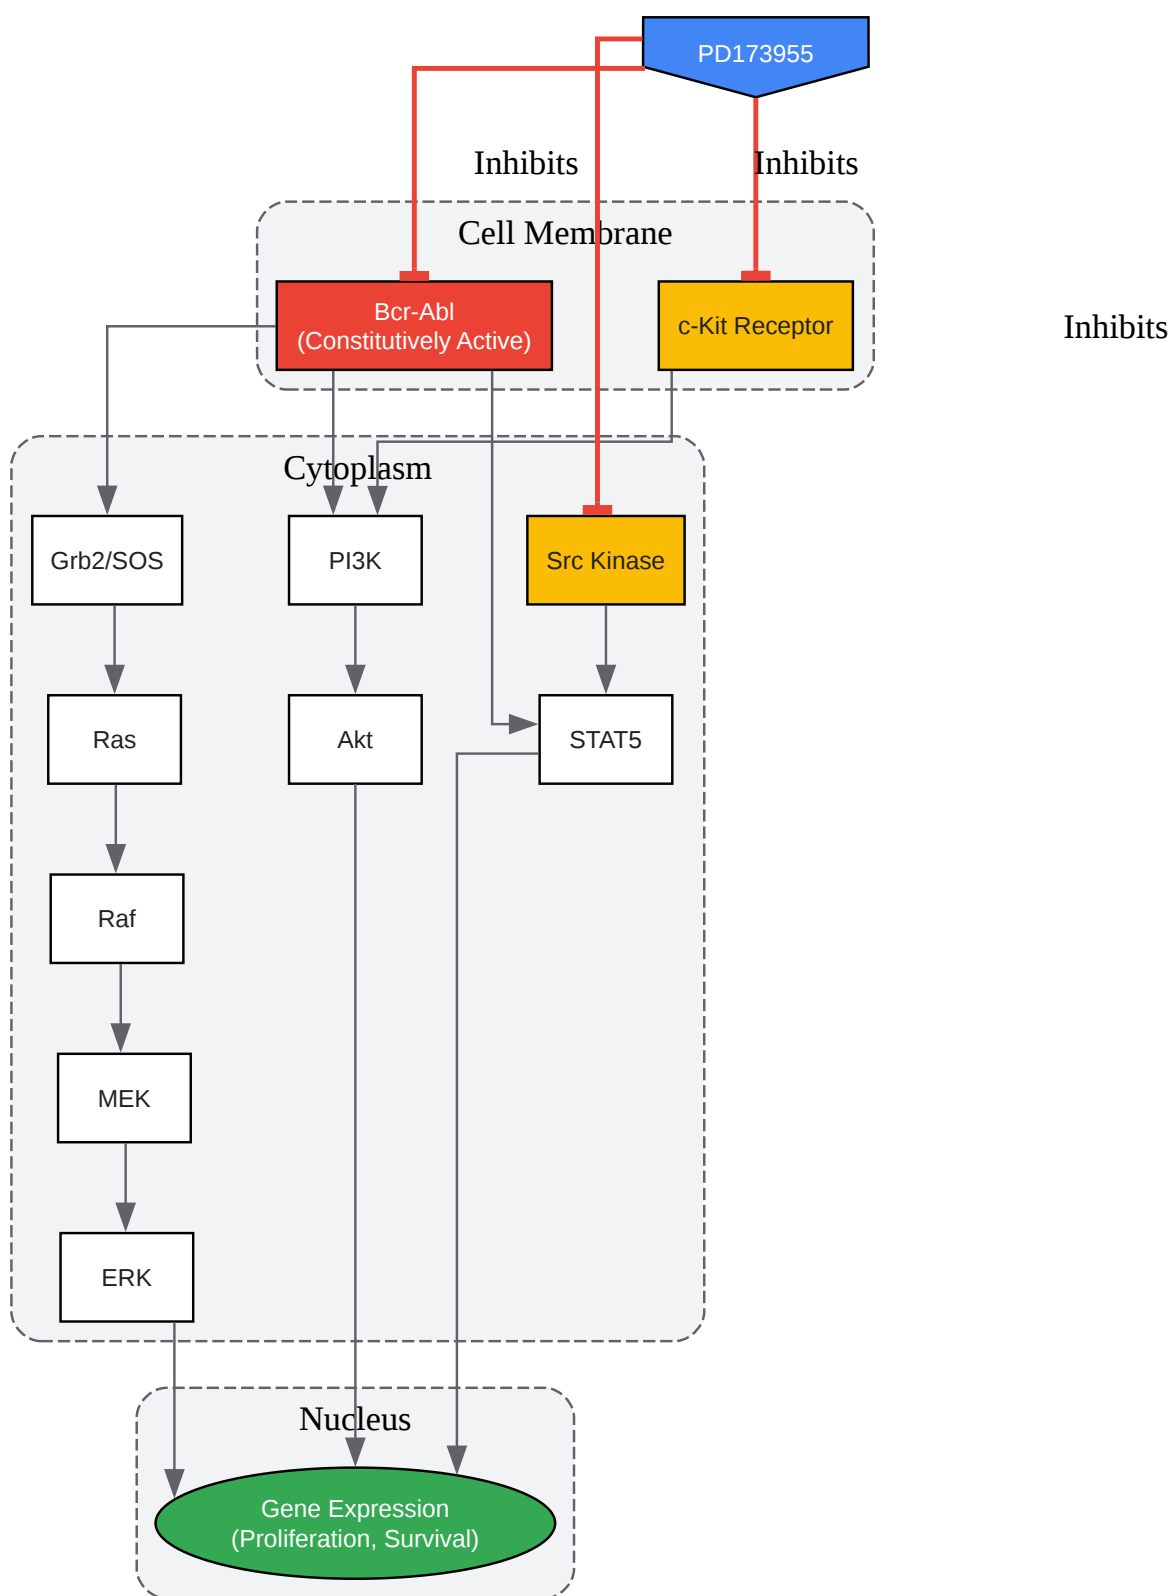 PD173955
Inhibits
Inhibits
Cell Membrane
Bcr-Abl
(Constitutively Active)
c-Kit Receptor
Inhibits
Cytoplasm
Grb2/SOS
PI3K
Src Kinase
Ras
Akt
STAT5
Raf
MEK
ERK
Nucleus
Gene Expression
(Proliferation, Survival)